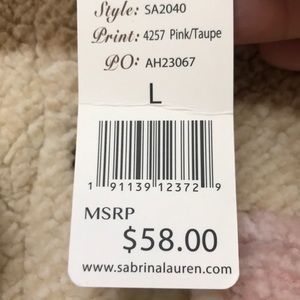 Style: SA2040
Print: 4257 Pink/Taupe
PO: AH23067
L
1 91139 12372 9
MSRP
$58.00
www.sabrinalauren.com